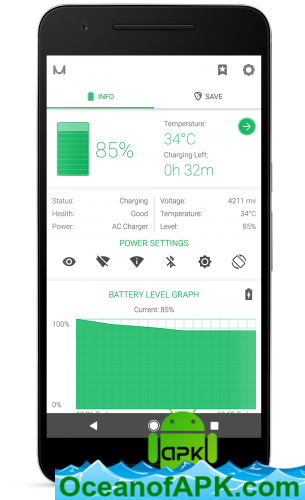 INFO
SAVE
85%
Temperature:
34°C
Charging Left:
0h 32m
Status: Charging
Voltage: 4211 mv
Health: Good
Temperature: 34°C
Power: AC Charger
Level: 85%
POWER SETTINGS
BATTERY LEVEL GRAPH
Current: 85%
100%
0%
apk
OceanofAPK.com